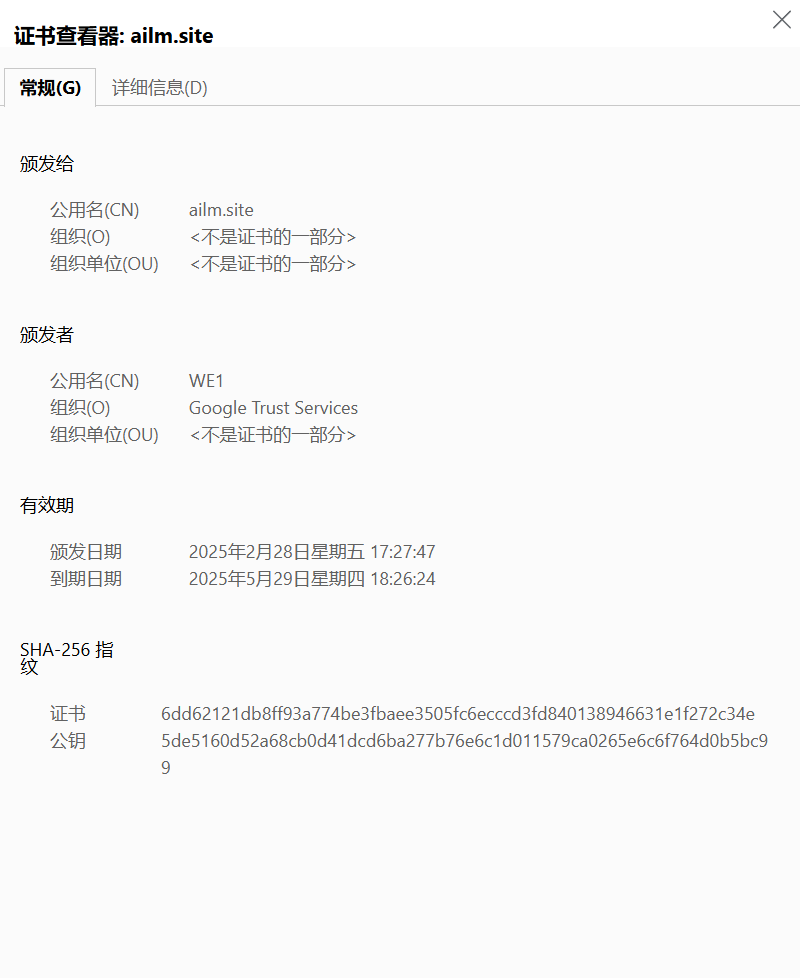 证书查看器: ailm.site
常规(G) 详细信息(D)
颁发给
公用名(CN) ailm.site
组织(O) <不是证书的一部分>
组织单位(OU) <不是证书的一部分>
颁发者
公用名(CN) WE1
组织(O) Google Trust Services
组织单位(OU) <不是证书的一部分>
有效期
颁发日期 2025年2月28日星期五 17:27:47
到期日期 2025年5月29日星期四 18:26:24
SHA-256 指
纹
证书 6dd62121db8ff93a774be3fbaee3505fc6ecccd3fd840138946631e1f272c34e
公钥 5de5160d52a68cb0d41dcd6ba277b76e6c1d011579ca0265e6c6f764d0b5bc9
9